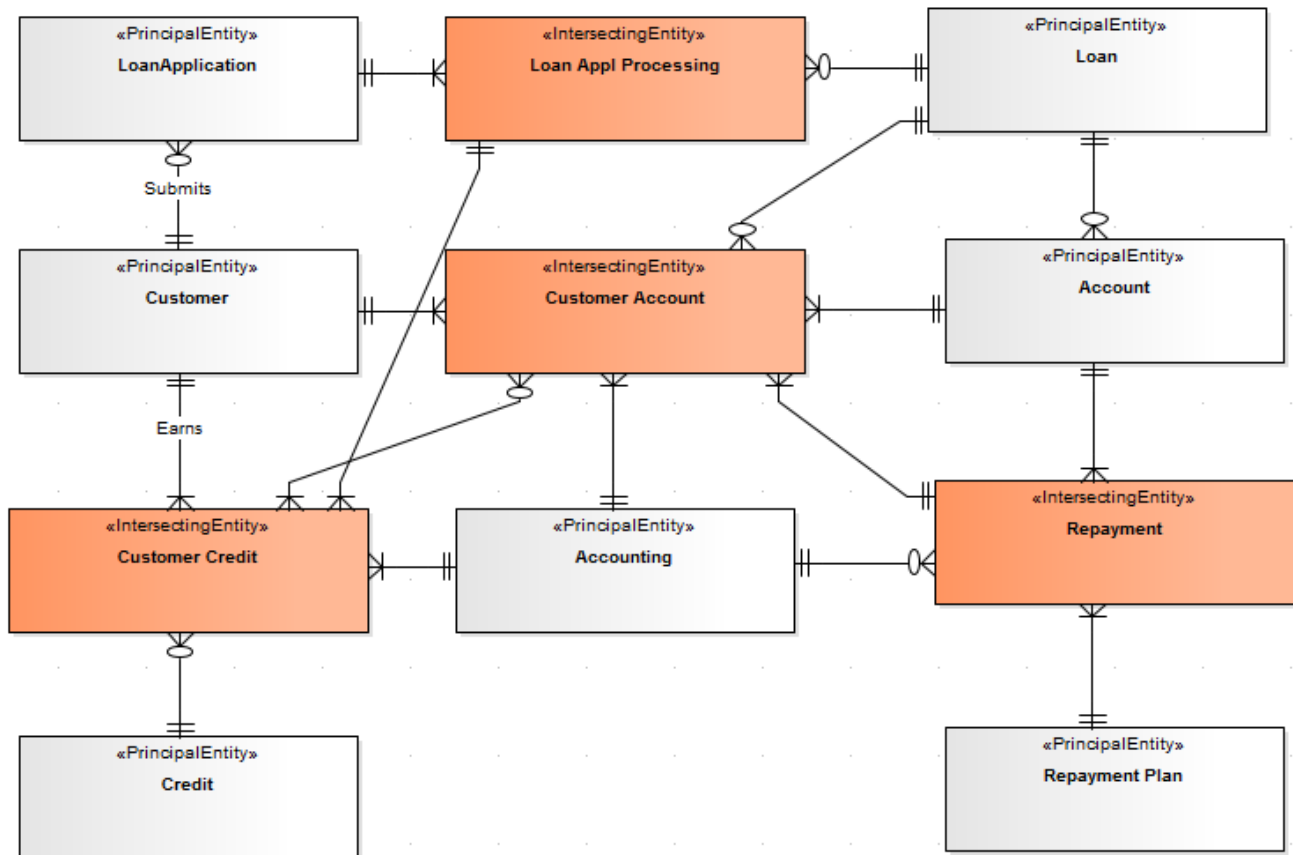 «PrincipalEntity»
LoanApplication
«IntersectingEntity»
Loan Appl Processing
«PrincipalEntity»
Loan
Submits
«PrincipalEntity»
Customer
«IntersectingEntity»
Customer Account
«PrincipalEntity»
Account
Earns
«IntersectingEntity»
Customer Credit
«PrincipalEntity»
Accounting
«IntersectingEntity»
Repayment
«PrincipalEntity»
Credit
«PrincipalEntity»
Repayment Plan